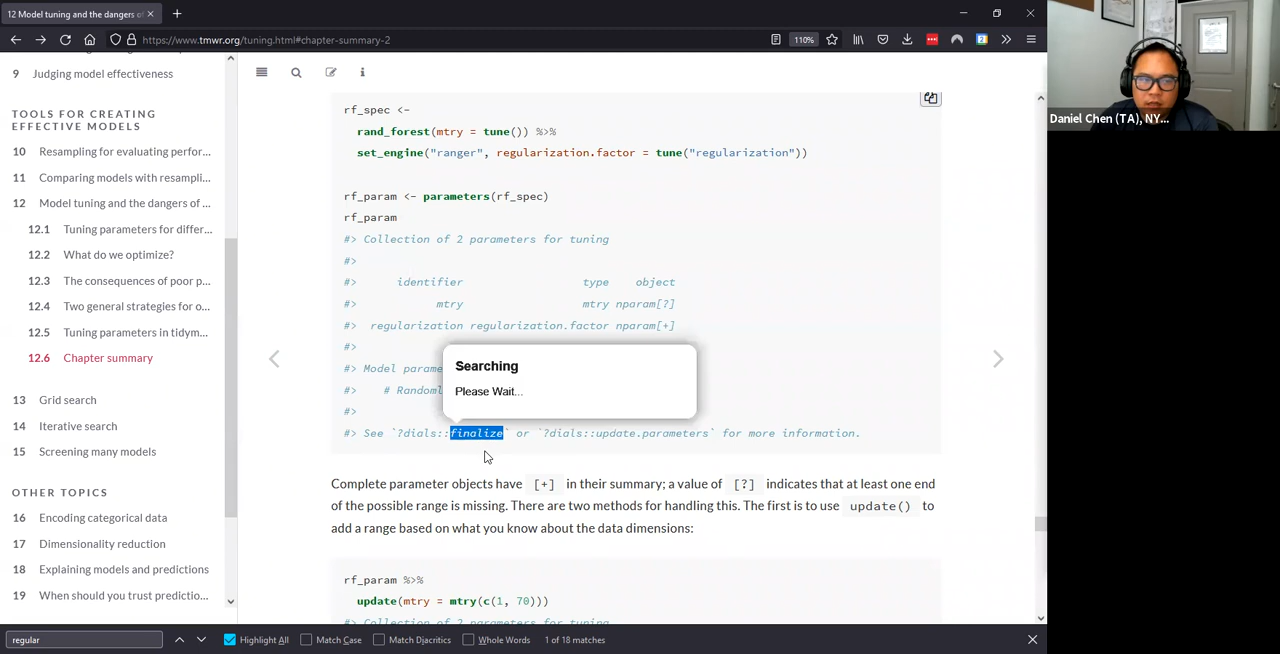 12 Model tuning and the dangers of
https://www.tmwr.org/tuning.html#chapter-summary-2
110%
9 Judging model effectiveness
TOOLS FOR CREATING
EFFECTIVE MODELS
10 Resampling for evaluating perfor...
11 Comparing models with resampli...
12 Model tuning and the dangers of ...
12.1 Tuning parameters for differ...
12.2 What do we optimize?
12.3 The consequences of poor p...
12.4 Two general strategies for o...
12.5 Tuning parameters in tidym...
12.6 Chapter summary
13 Grid search
14 Iterative search
15 Screening many models
OTHER TOPICS
16 Encoding categorical data
17 Dimensionality reduction
18 Explaining models and predictions
19 When should you trust predictio...
rf_spec <-
rand_forest(mtry = tune()) %>%
set_engine("ranger", regularization.factor = tune("regularization"))
rf_param <- parameters(rf_spec)
rf_param
#> Collection of 2 parameters for tuning
#>
#> identifier type object
#> mtry mtry nparam[?]
#> regularization regularization.factor nparam[+]
#>
#> Model parame
#> # Randoml
#>
#> See `?dials::finalize` or `?dials::update.parameters` for more information.
Searching
Please Wait...
Complete parameter objects have [+] in their summary; a value of [?] indicates that at least one end
of the possible range is missing. There are two methods for handling this. The first is to use update() to
add a range based on what you know about the data dimensions:
rf_param %>%
update(mtry = mtry(c(1, 70)))
#> Collection of 2 parameters for tuning
regular
Highlight All
Match Case
Match Diacritics
Whole Words
1 of 18 matches
Daniel Chen (TA), NY...